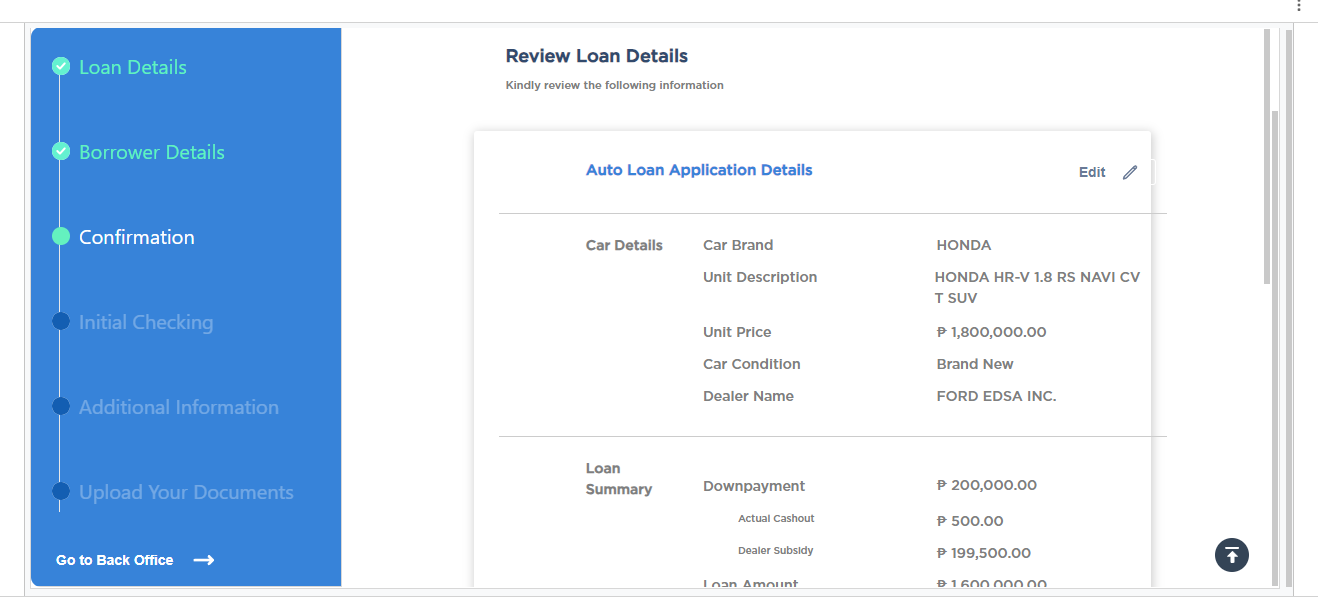 Loan Details
Borrower Details
Confirmation
Initial Checking
Additional Information
Upload Your Documents
Go to Back Office
Review Loan Details
Kindly review the following information
Auto Loan Application Details
Edit
Car Details
Car Brand
HONDA
Unit Description
HONDA HR-V 1.8 RS NAVI CV
T SUV
Unit Price
₱ 1,800,000.00
Car Condition
Brand New
Dealer Name
FORD EDSA INC.
Loan
Summary
Downpayment
₱ 200,000.00
Actual Cashout
₱ 500.00
Dealer Subsidy
₱ 199,500.00
Loan Amount
₱ 1,600,000.00